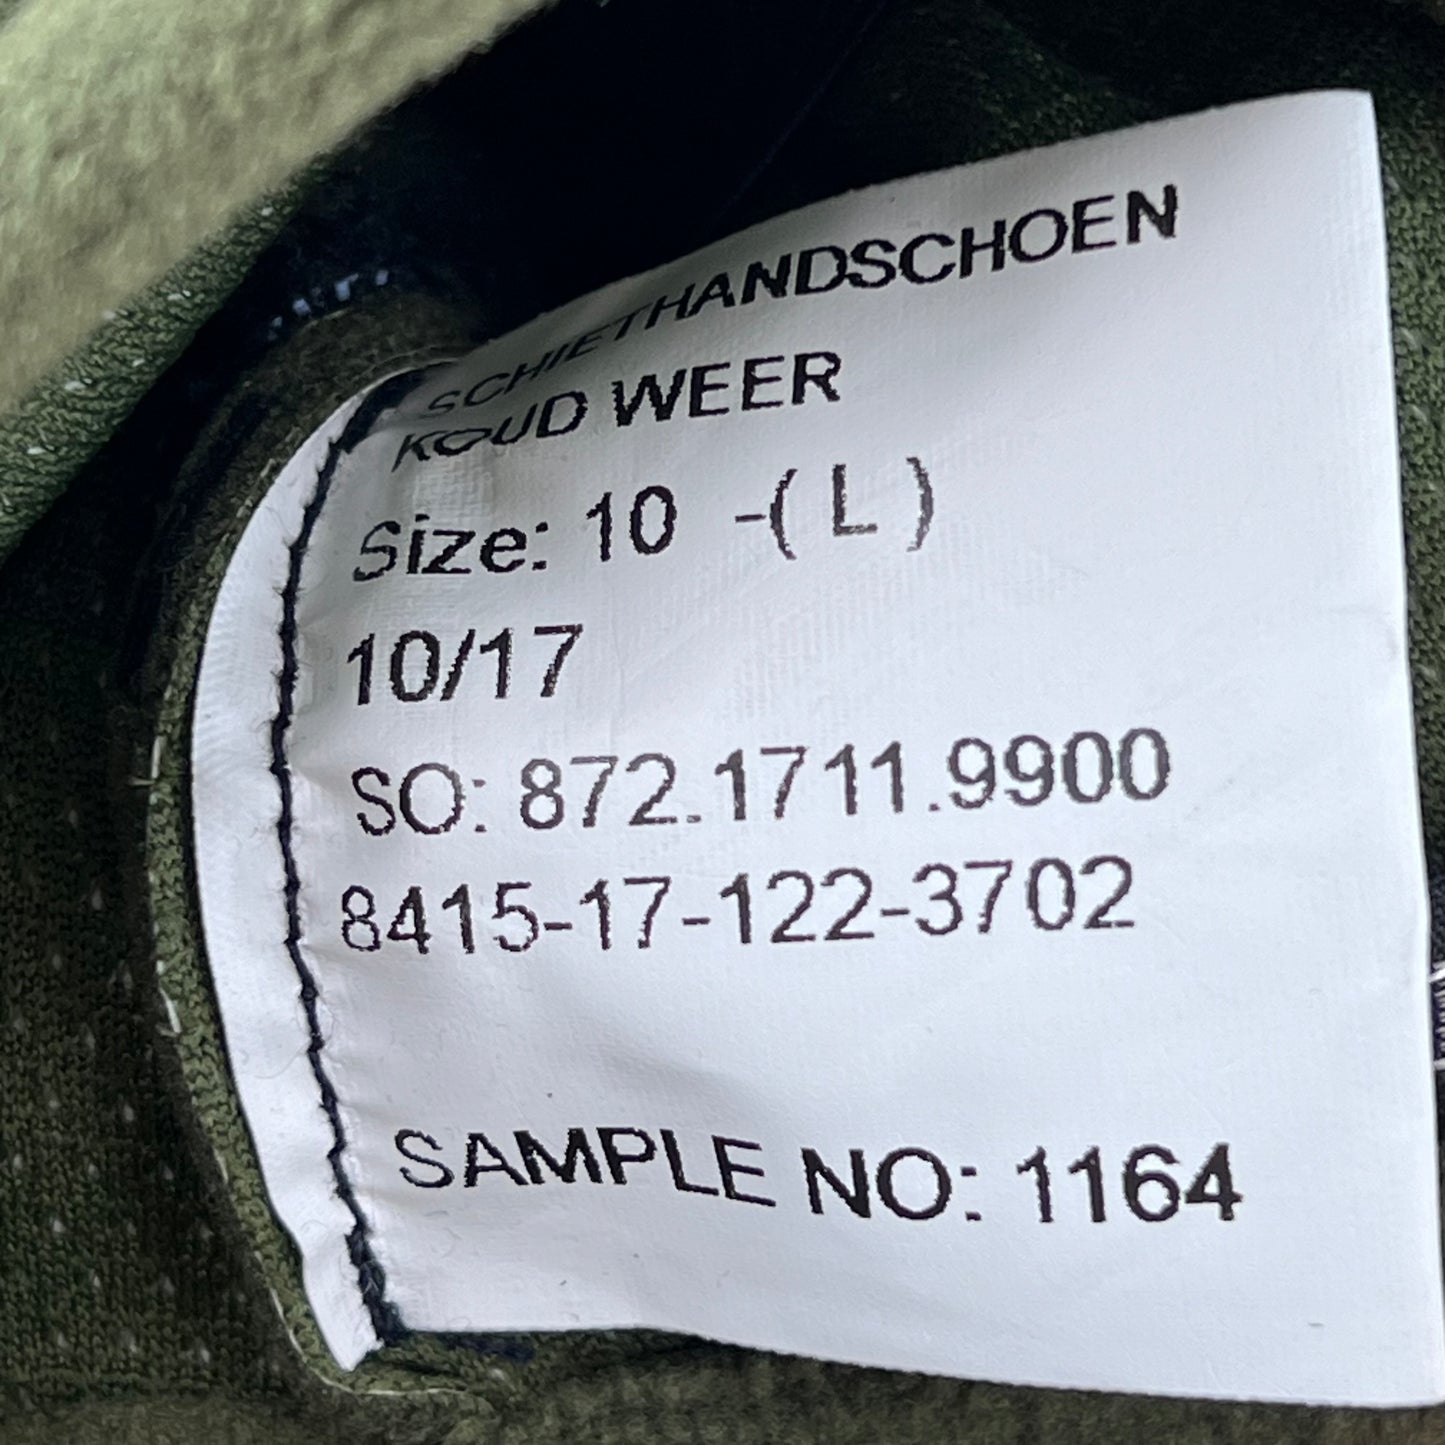 SCHIETHANDSCHOEN
KOUD WEER
Size: 10 -( L )
10/17
SO: 872.1711.9900
8415-17-122-3702
SAMPLE NO: 1164